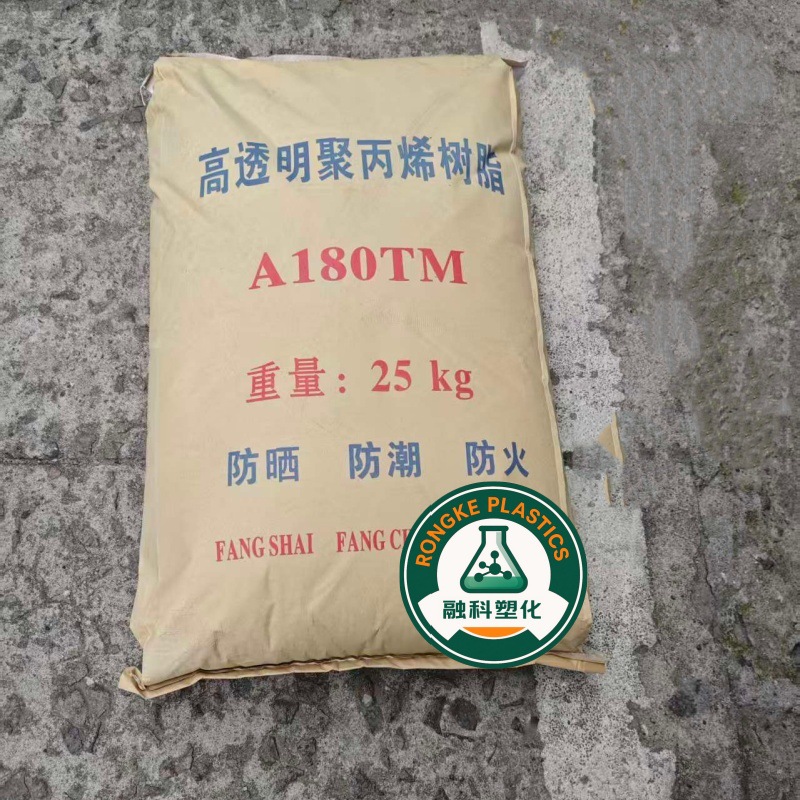 高透明聚丙烯树脂
A180TM
重量：25 kg
防晒 防潮 防火
FANG SHAI FANG
RONGKE PLASTICS
融科塑化